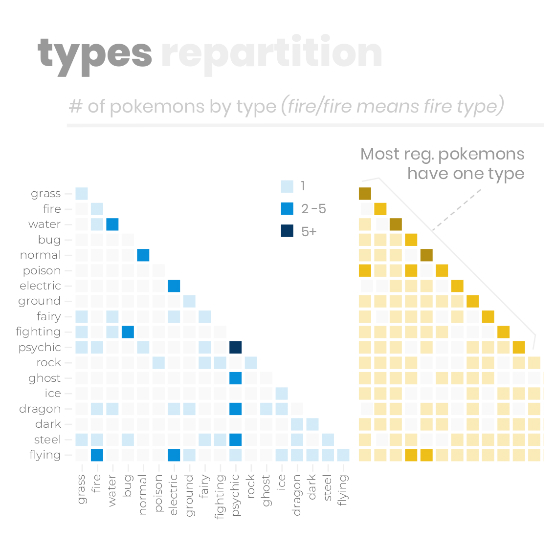 types repartition
# of pokemons by type (fire/fire means fire type)
Most reg. pokemons
have one type
1
2 -5
5+
grass
fire
water
bug
normal
poison
electric
ground
fairy
fighting
psychic
rock
ghost
ice
dragon
dark
steel
flying
grass
fire
water
bug
normal
poison
electric
ground
fairy
fighting
psychic
rock
ghost
ice
dragon
dark
steel
flying